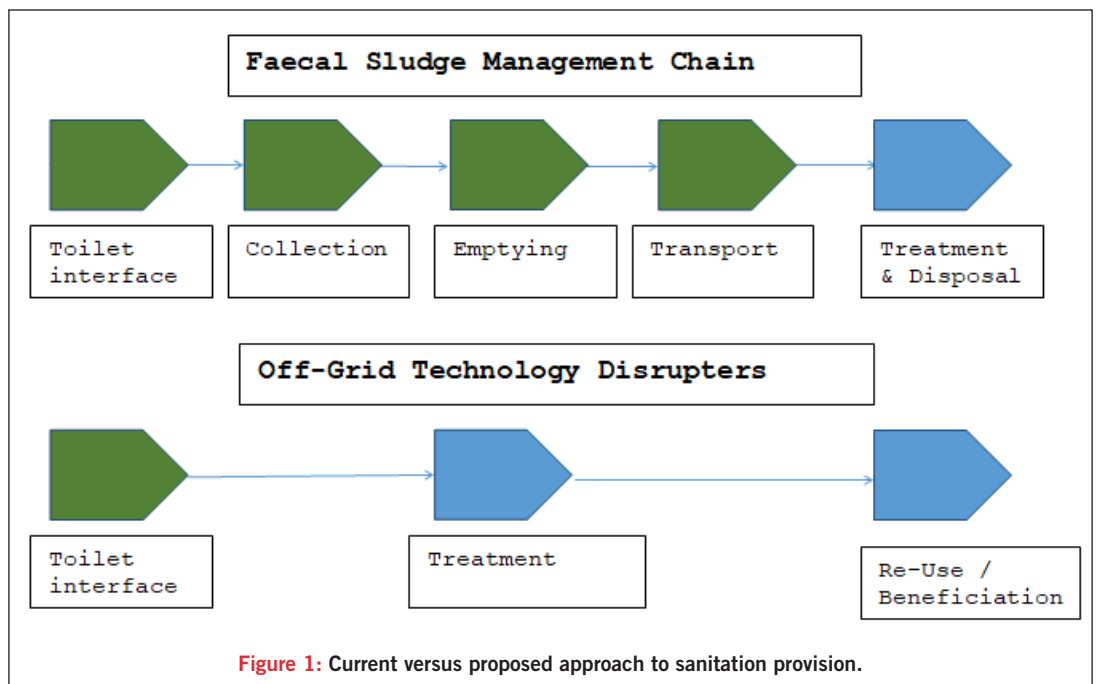 Faecal Sludge Management Chain
Toilet
interface
Collection
Emptying
Transport
Treatment
& Disposal
Off-Grid Technology Disrupters
Toilet
interface
Treatment
Re-Use /
Beneficiation
Figure 1: Current versus proposed approach to sanitation provision.